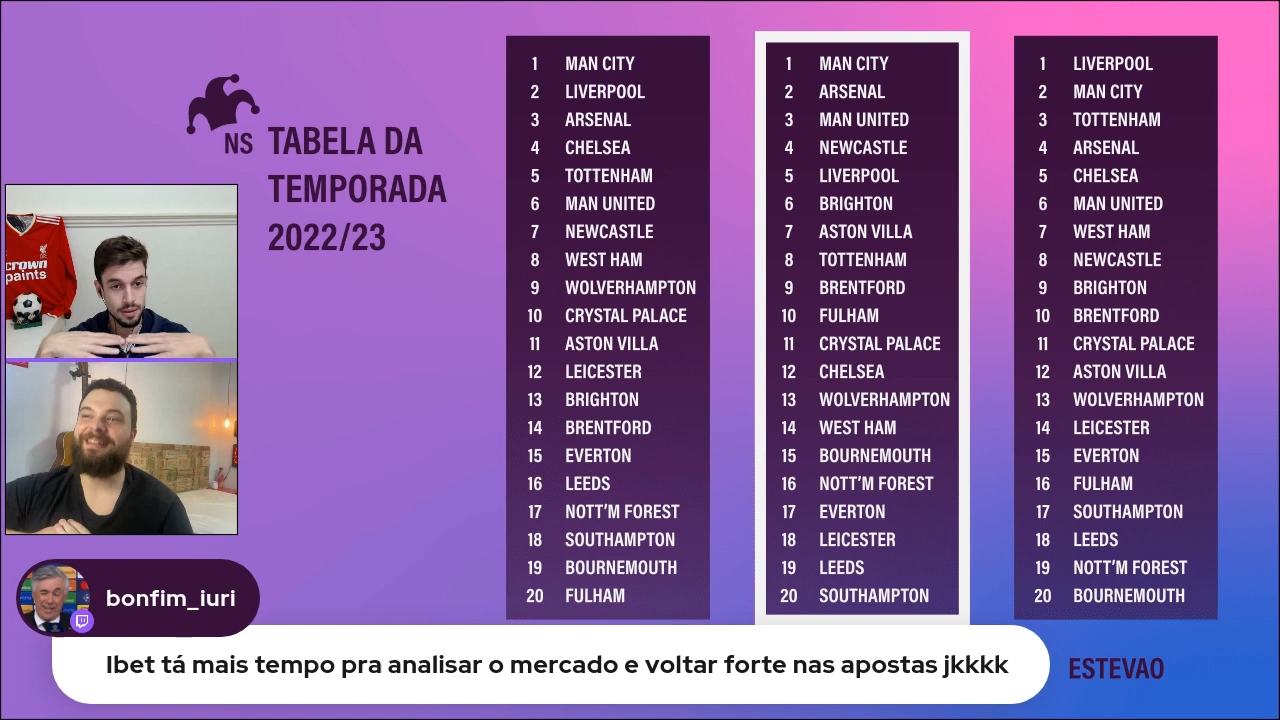 NS
TABELA DA
TEMPORADA
2022/23
1 MAN CITY
2 LIVERPOOL
3 ARSENAL
4 CHELSEA
5 TOTTENHAM
6 MAN UNITED
7 NEWCASTLE
8 WEST HAM
9 WOLVERHAMPTON
10 CRYSTAL PALACE
11 ASTON VILLA
12 LEICESTER
13 BRIGHTON
14 BRENTFORD
15 EVERTON
16 LEEDS
17 NOTT'M FOREST
18 SOUTHAMPTON
19 BOURNEMOUTH
20 FULHAM
1 MAN CITY
2 ARSENAL
3 MAN UNITED
4 NEWCASTLE
5 LIVERPOOL
6 BRIGHTON
7 ASTON VILLA
8 TOTTENHAM
9 BRENTFORD
10 FULHAM
11 CRYSTAL PALACE
12 CHELSEA
13 WOLVERHAMPTON
14 WEST HAM
15 BOURNEMOUTH
16 NOTT'M FOREST
17 EVERTON
18 LEICESTER
19 LEEDS
20 SOUTHAMPTON
1 LIVERPOOL
2 MAN CITY
3 TOTTENHAM
4 ARSENAL
5 CHELSEA
6 MAN UNITED
7 WEST HAM
8 NEWCASTLE
9 BRIGHTON
10 BRENTFORD
11 CRYSTAL PALACE
12 ASTON VILLA
13 WOLVERHAMPTON
14 LEICESTER
15 EVERTON
16 FULHAM
17 SOUTHAMPTON
18 LEEDS
19 NOTT'M FOREST
20 BOURNEMOUTH
crown
paints
bonfim_iuri
Ibet tá mais tempo pra analisar o mercado e voltar forte nas apostas jkkkk
ESTEVAO